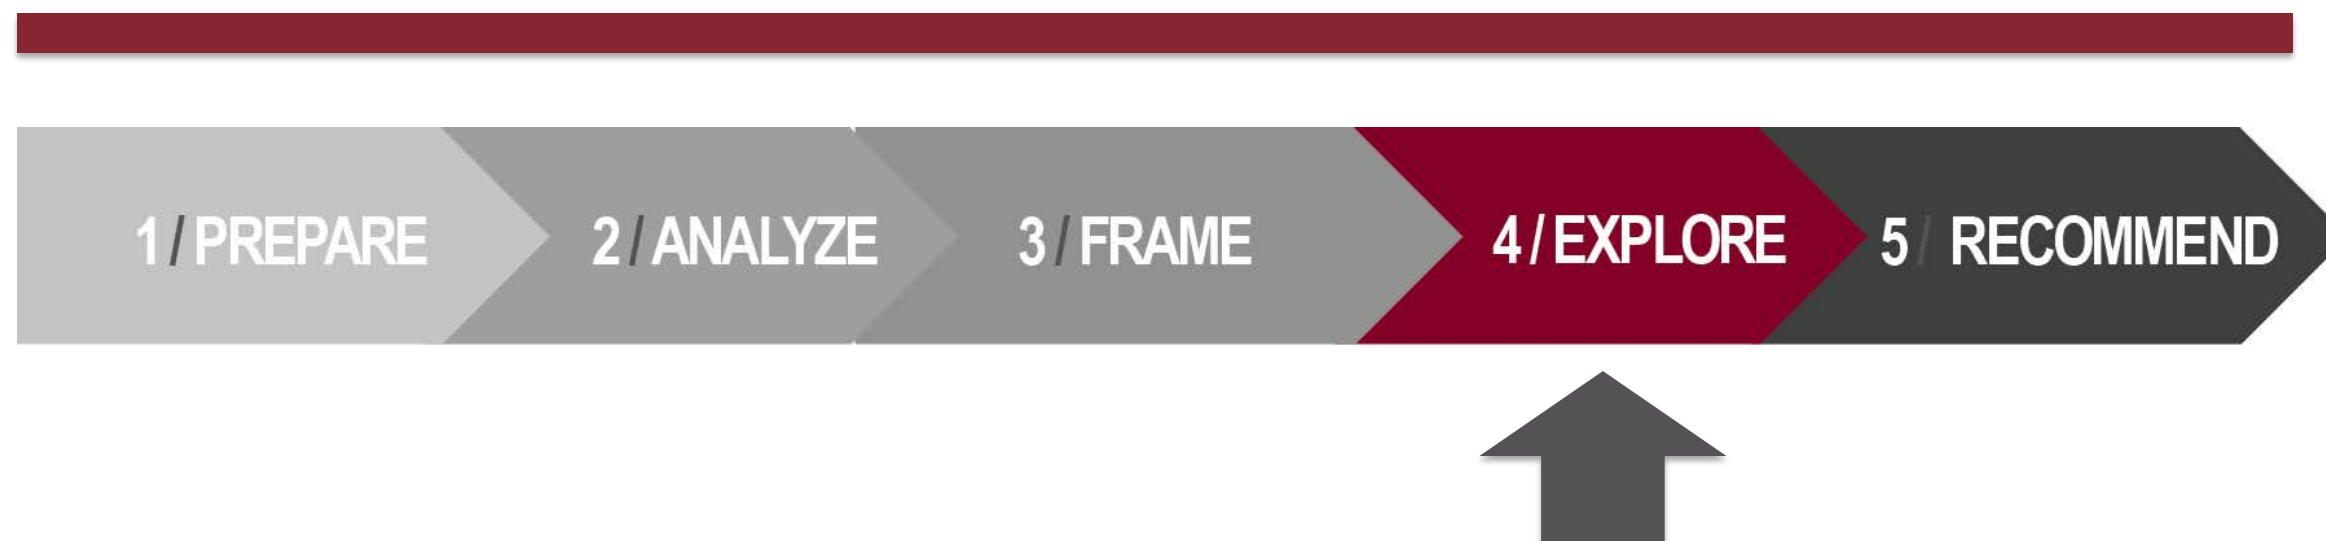 1 / PREPARE 2 / ANALYZE 3 / FRAME 4 / EXPLORE 5 / RECOMMEND